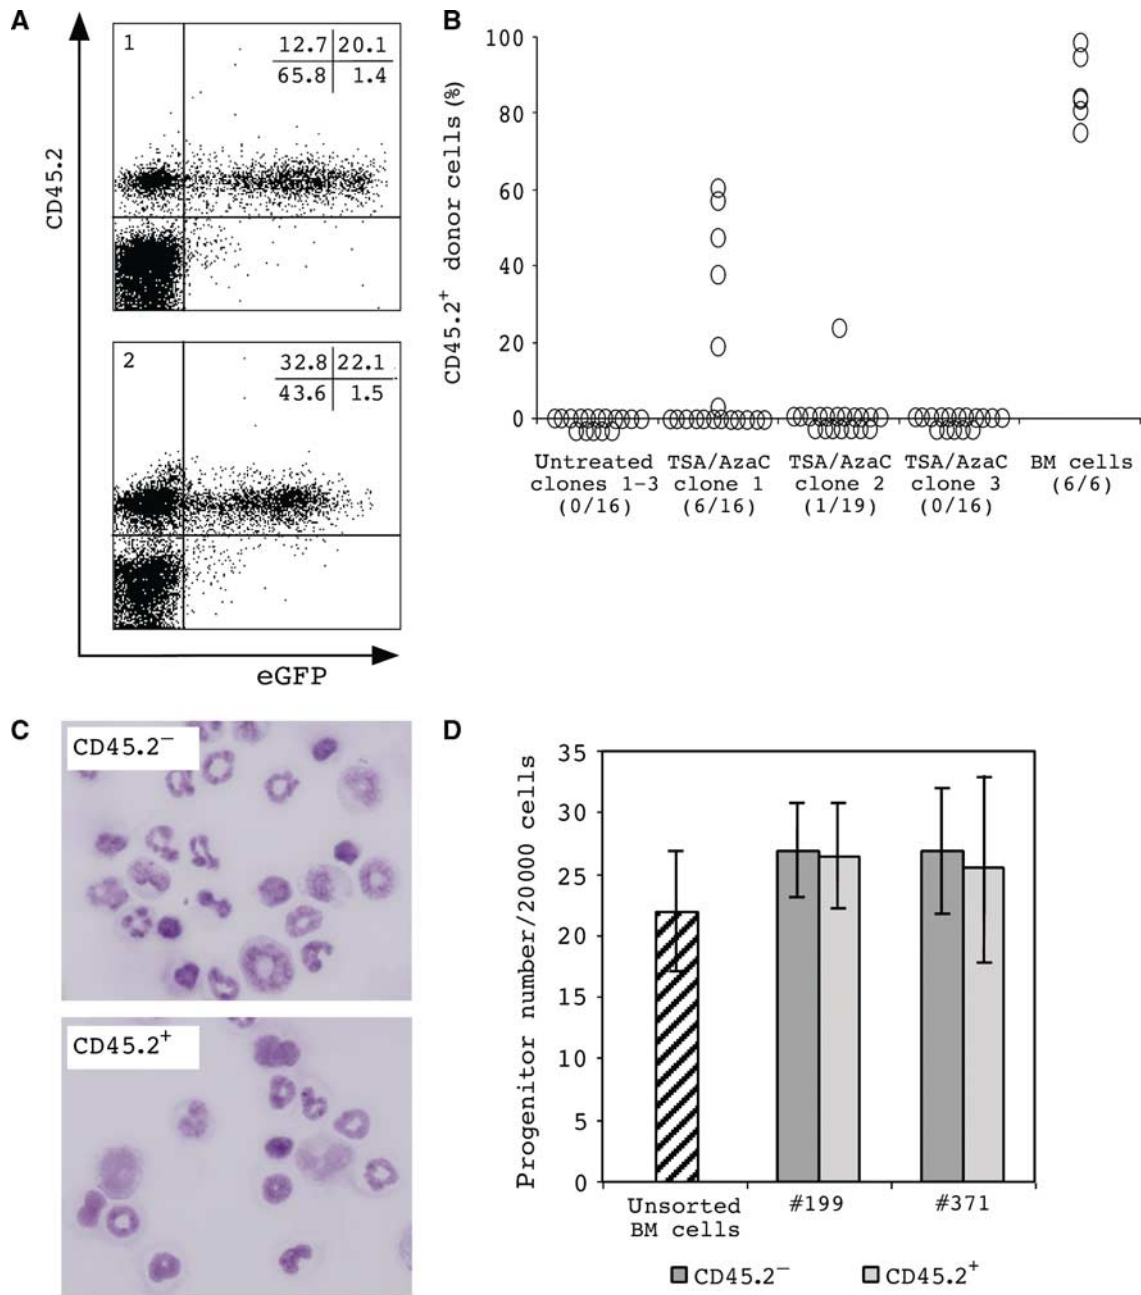 A
1
12.7 20.1
65.8 1.4
CD45.2
2
32.8 22.1
43.6 1.5
eGFP
B
CD45.2+ donor cells (%)
100
80
60
40
20
0
Untreated clones 1-3 (0/16)
TSA/AzaC clone 1 (6/16)
TSA/AzaC clone 2 (1/19)
TSA/AzaC clone 3 (0/16)
BM cells (6/6)
C
CD45.2−
CD45.2+
D
Progenitor number/20000 cells
35
30
25
20
15
10
5
0
Unsorted BM cells
#199
#371
CD45.2−
CD45.2+